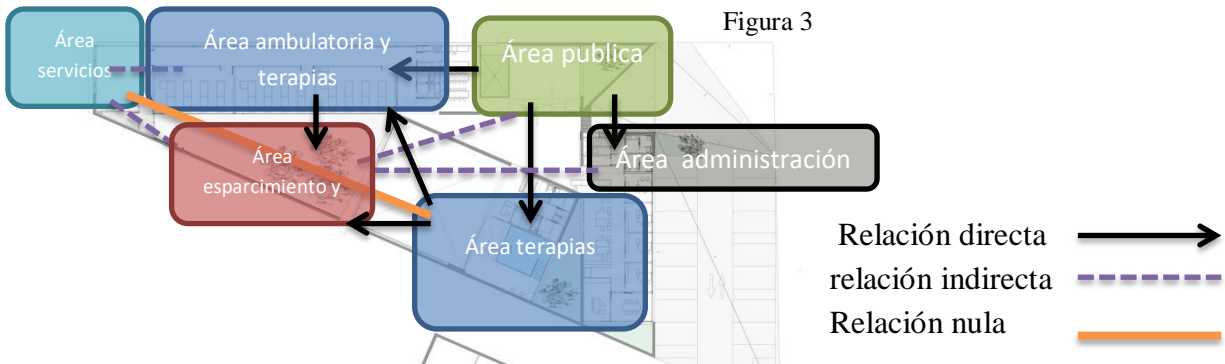 Figura 3
Área
servicios
Área ambulatoria y
terapias
Área publica
Área administración
Área
esparcimiento y
Área terapias
Relación directa
relación indirecta
Relación nula